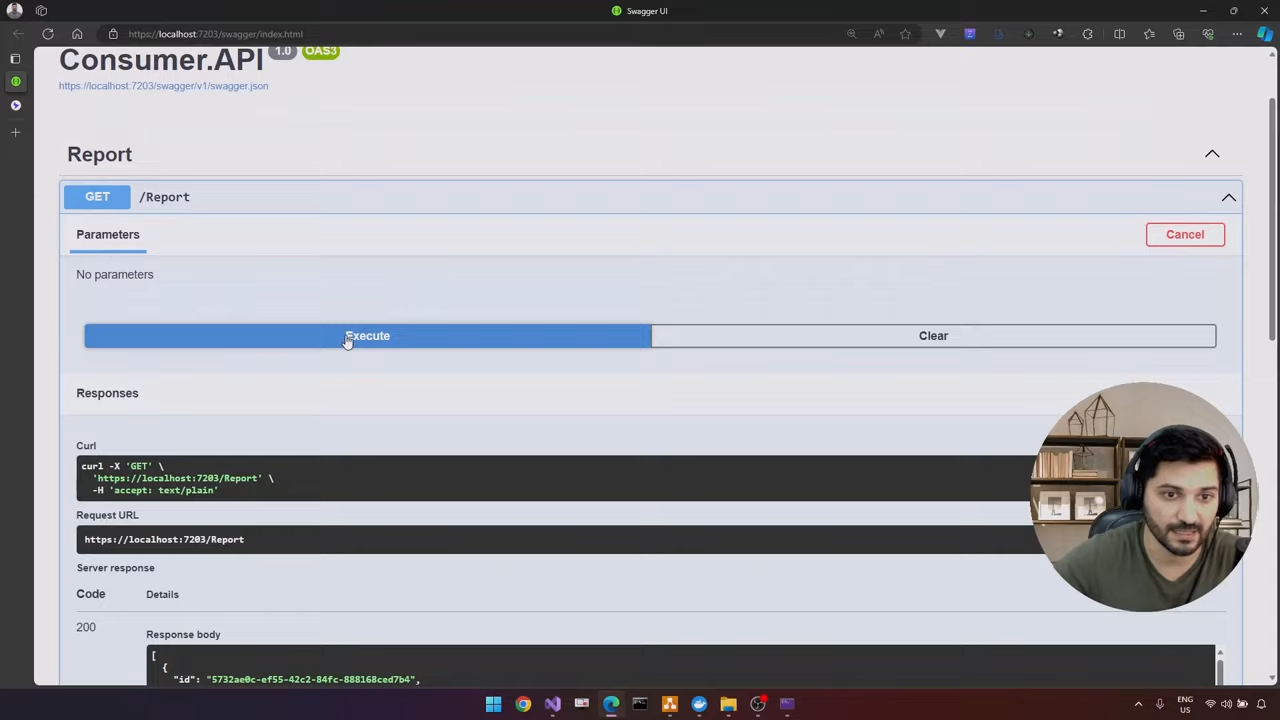 Swagger UI
https://localhost:7203/swagger/index.html
Consumer.API 1.0 OAS3
https://localhost:7203/swagger/v1/swagger.json
Report
GET /Report
Parameters
Cancel
No parameters
Execute
Clear
Responses
Curl
curl -X 'GET' \
'https://localhost:7203/Report' \
-H 'accept: text/plain'
Request URL
https://localhost:7203/Report
Server response
Code Details
200
Response body
[
{
"id": "5732ae0c-ef55-42c2-84fc-888168ced7b4",
ENG
US